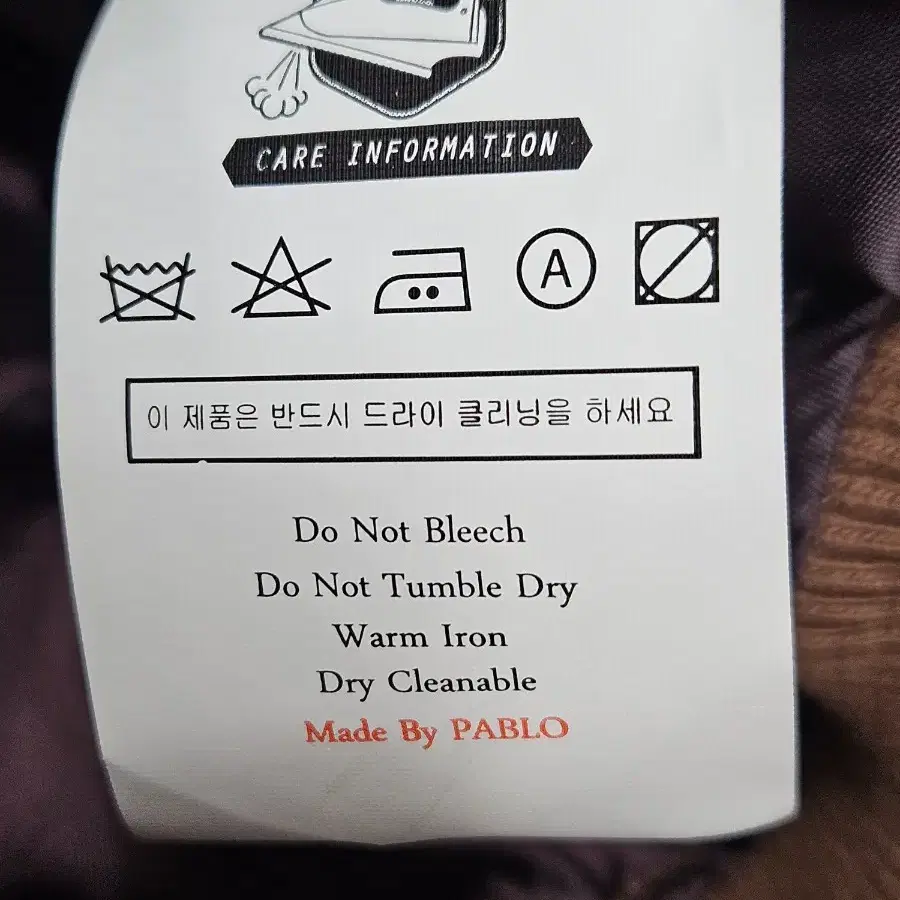 CARE INFORMATION
A
이 제품은 반드시 드라이 클리닝을 하세요
Do Not Bleech
Do Not Tumble Dry
Warm Iron
Dry Cleanable
Made By PABLO